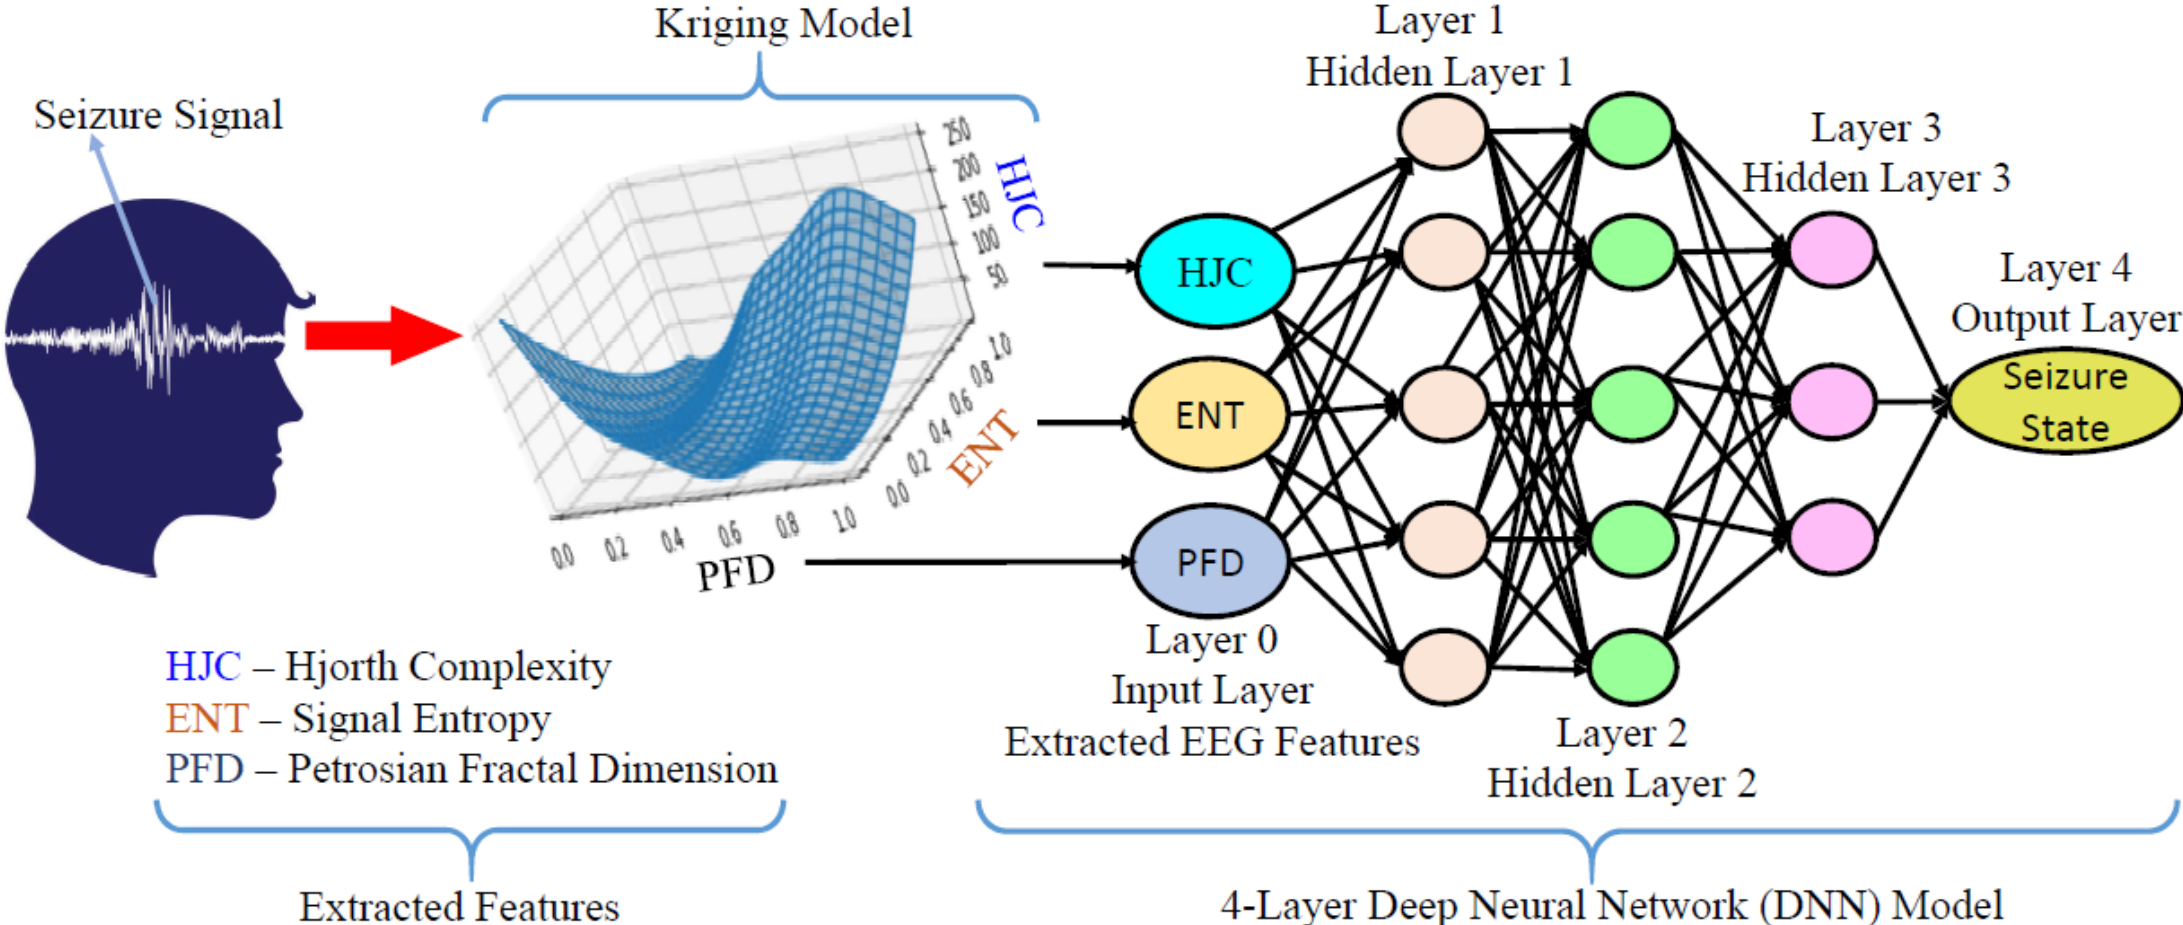 Kriging Model
Seizure Signal
250
200
150
100
50
HJC
1.0
0.8
0.6
0.4
0.2
0.0
ENT
0.0
0.2
0.4
0.6
0.8
1.0
PFD
HJC – Hjorth Complexity
ENT – Signal Entropy
PFD – Petrosian Fractal Dimension
Extracted Features
HJC
ENT
PFD
Layer 0
Input Layer
Extracted EEG Features
Layer 1
Hidden Layer 1
Layer 2
Hidden Layer 2
Layer 3
Hidden Layer 3
Layer 4
Output Layer
Seizure
State
4-Layer Deep Neural Network (DNN) Model